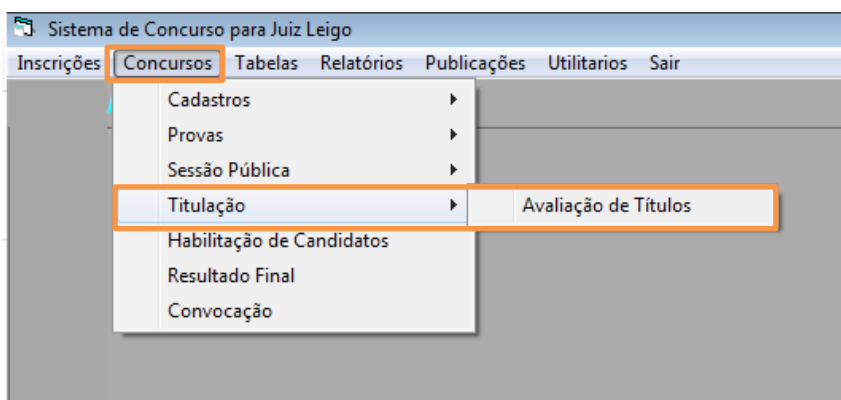 Sistema de Concurso para Juiz Leigo
Inscrições Concursos Tabelas Relatórios Publicações Utilitarios Sair
Cadastros
Provas
Sessão Pública
Titulação Avaliação de Títulos
Habilitação de Candidatos
Resultado Final
Convocação